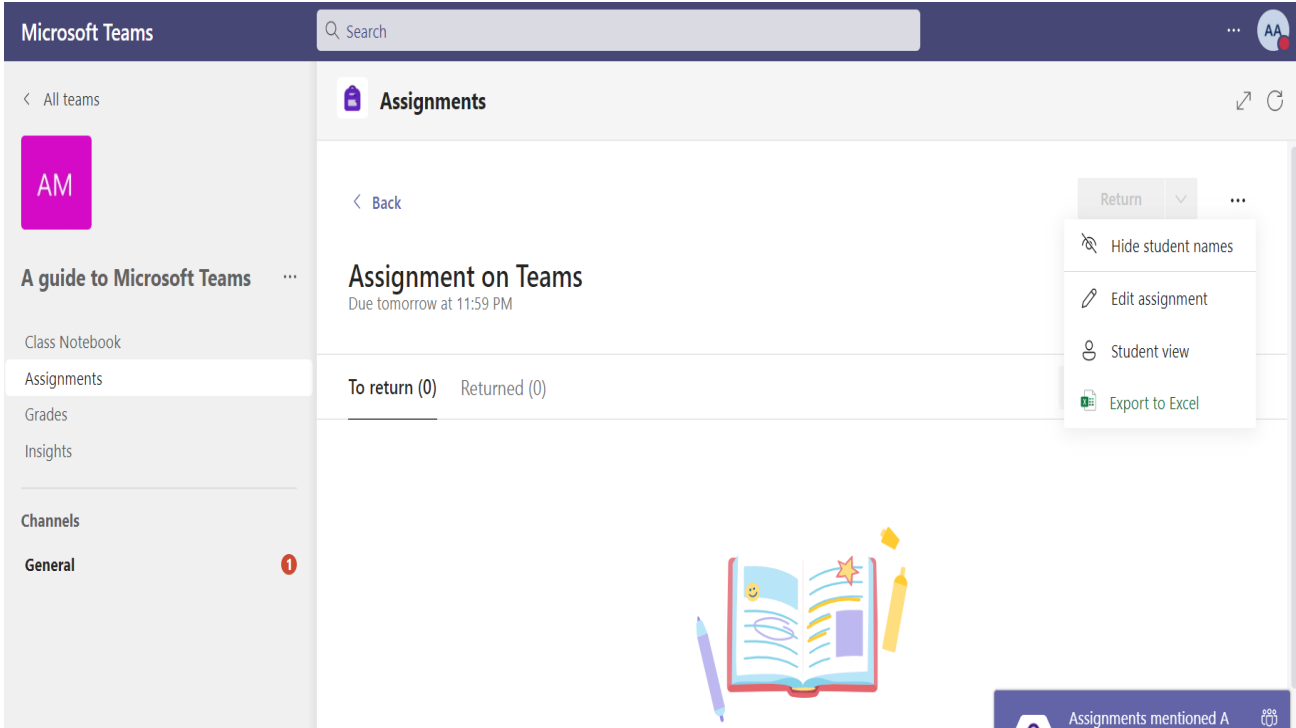 Microsoft Teams
Search
AA
All teams
Assignments
AM
Back
Return
Hide student names
A guide to Microsoft Teams
Assignment on Teams
Due tomorrow at 11:59 PM
Edit assignment
Class Notebook
Student view
Assignments
To return (0) Returned (0)
Export to Excel
Grades
Insights
Channels
General 1
Assignments mentioned A